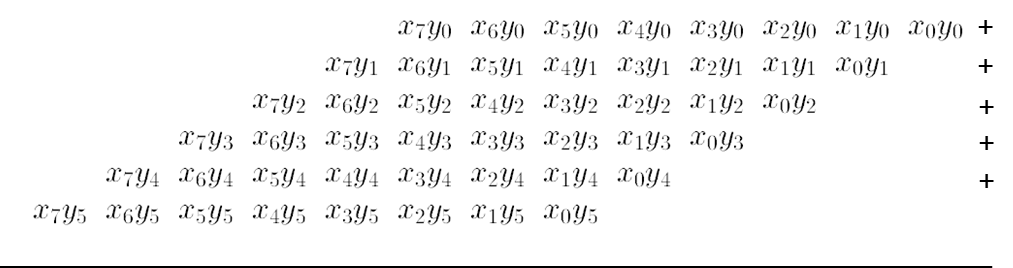 x₇y₀ x₆y₀ x₅y₀ x₄y₀ x₃y₀ x₂y₀ x₁y₀ x₀y₀ +
x₇y₁ x₆y₁ x₅y₁ x₄y₁ x₃y₁ x₂y₁ x₁y₁ x₀y₁ +
x₇y₂ x₆y₂ x₅y₂ x₄y₂ x₃y₂ x₂y₂ x₁y₂ x₀y₂ +
x₇y₃ x₆y₃ x₅y₃ x₄y₃ x₃y₃ x₂y₃ x₁y₃ x₀y₃ +
x₇y₄ x₆y₄ x₅y₄ x₄y₄ x₃y₄ x₂y₄ x₁y₄ x₀y₄ +
x₇y₅ x₆y₅ x₅y₅ x₄y₅ x₃y₅ x₂y₅ x₁y₅ x₀y₅